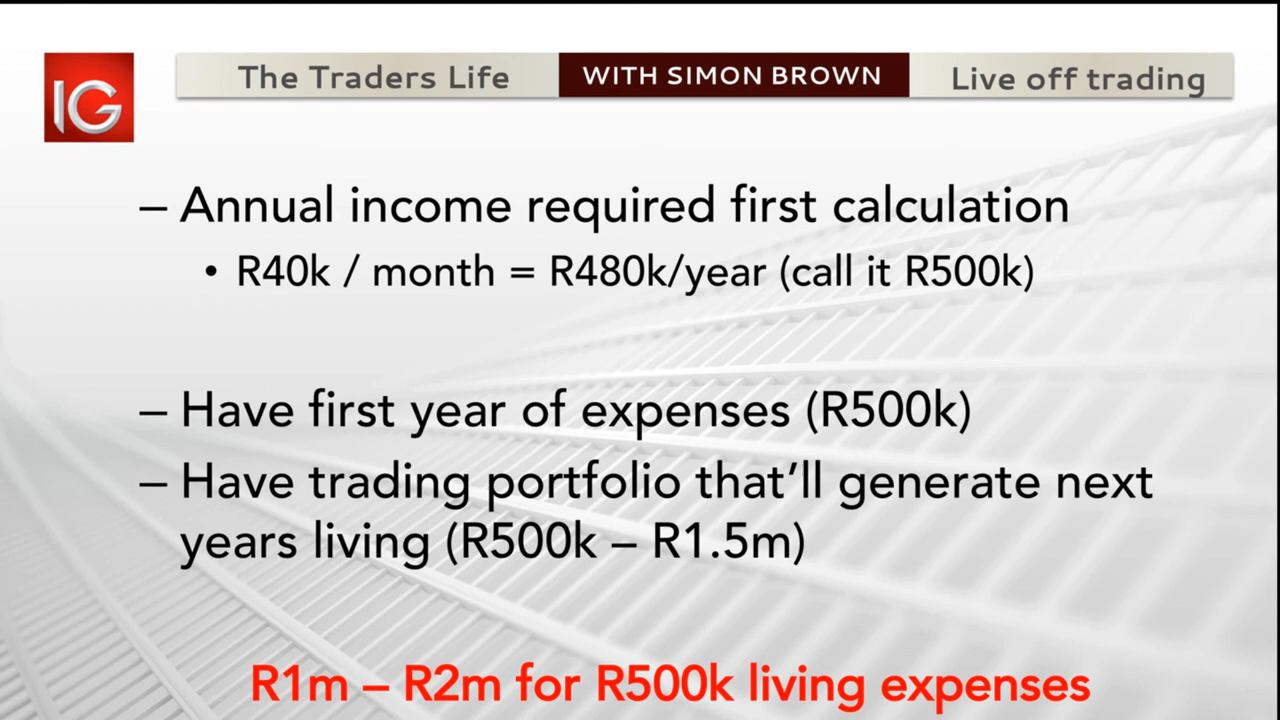 IG
The Traders Life
WITH SIMON BROWN
Live off trading
– Annual income required first calculation
• R40k / month = R480k/year (call it R500k)
– Have first year of expenses (R500k)
– Have trading portfolio that’ll generate next
years living (R500k – R1.5m)
R1m – R2m for R500k living expenses